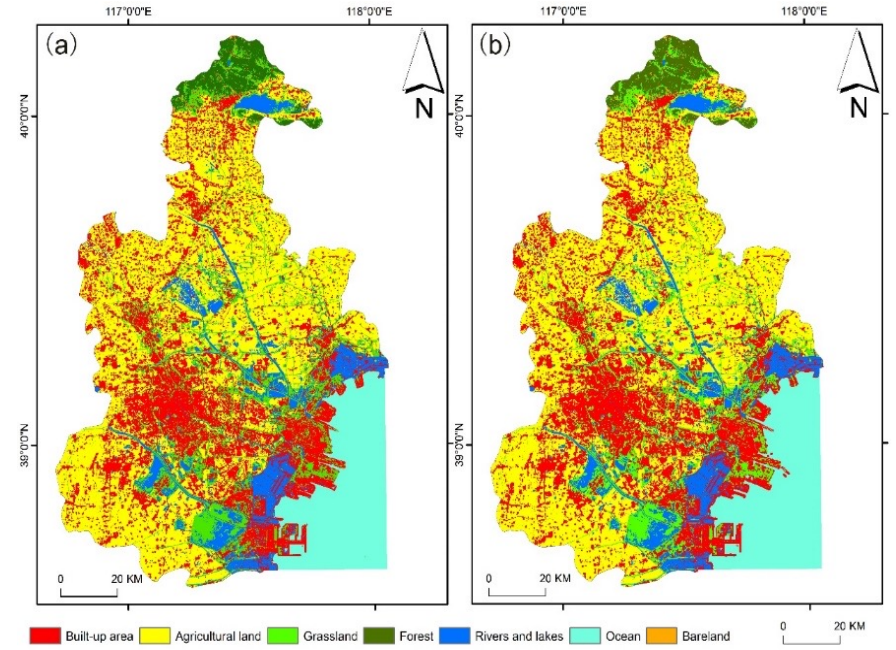 117°0'0"E 118°0'0"E 117°0'0"E 118°0'0"E
(a) (b)
N N
40°0'0"N 40°0'0"N
39°0'0"N 39°0'0"N
0 20 KM 0 20 KM
Built-up area Agricultural land Grassland Forest Rivers and lakes Ocean Bareland 0 20 KM